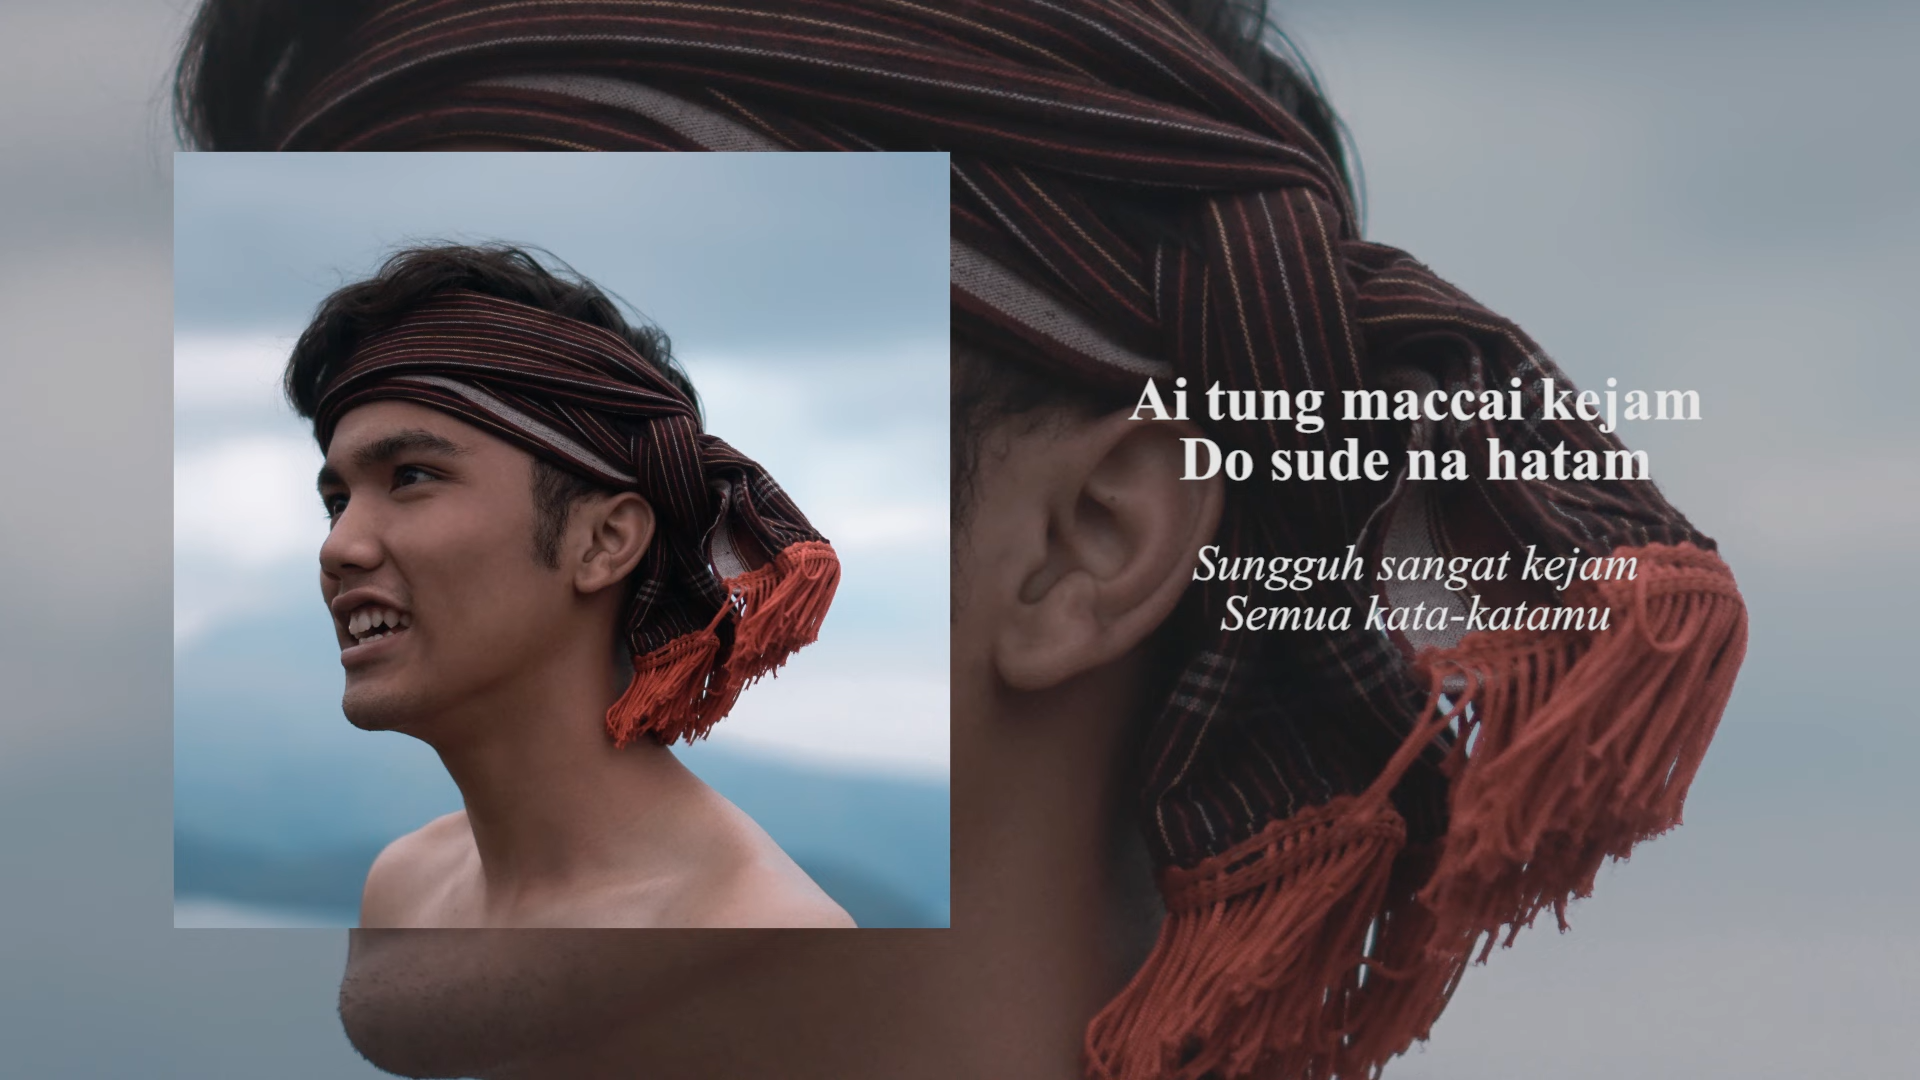 Ai tung maccai kejam
Do sude na hatam
Sungguh sangat kejam
Semua kata-katamu